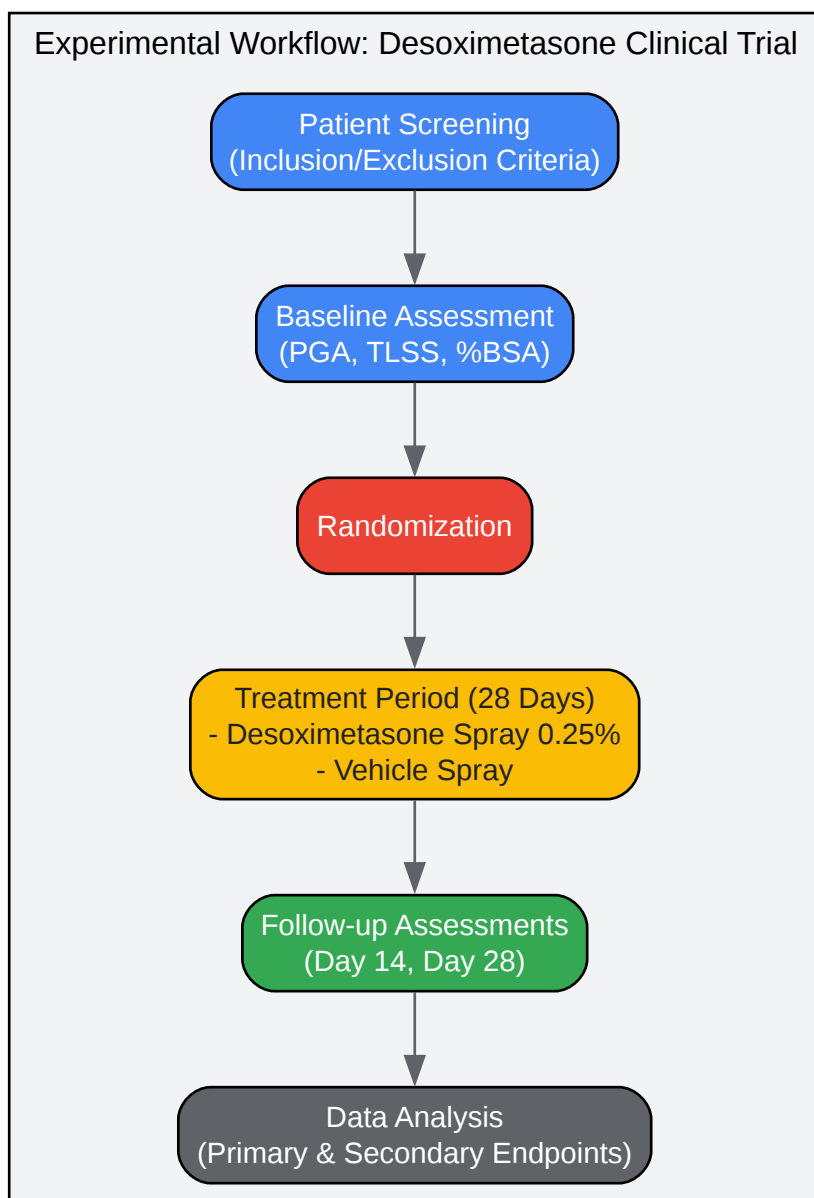 Experimental Workflow: Desoximetasone Clinical Trial
Patient Screening
(Inclusion/Exclusion Criteria)
Baseline Assessment
(PGA, TLSS, %BSA)
Randomization
Treatment Period (28 Days)
- Desoximetasone Spray 0.25%
- Vehicle Spray
Follow-up Assessments
(Day 14, Day 28)
Data Analysis
(Primary & Secondary Endpoints)